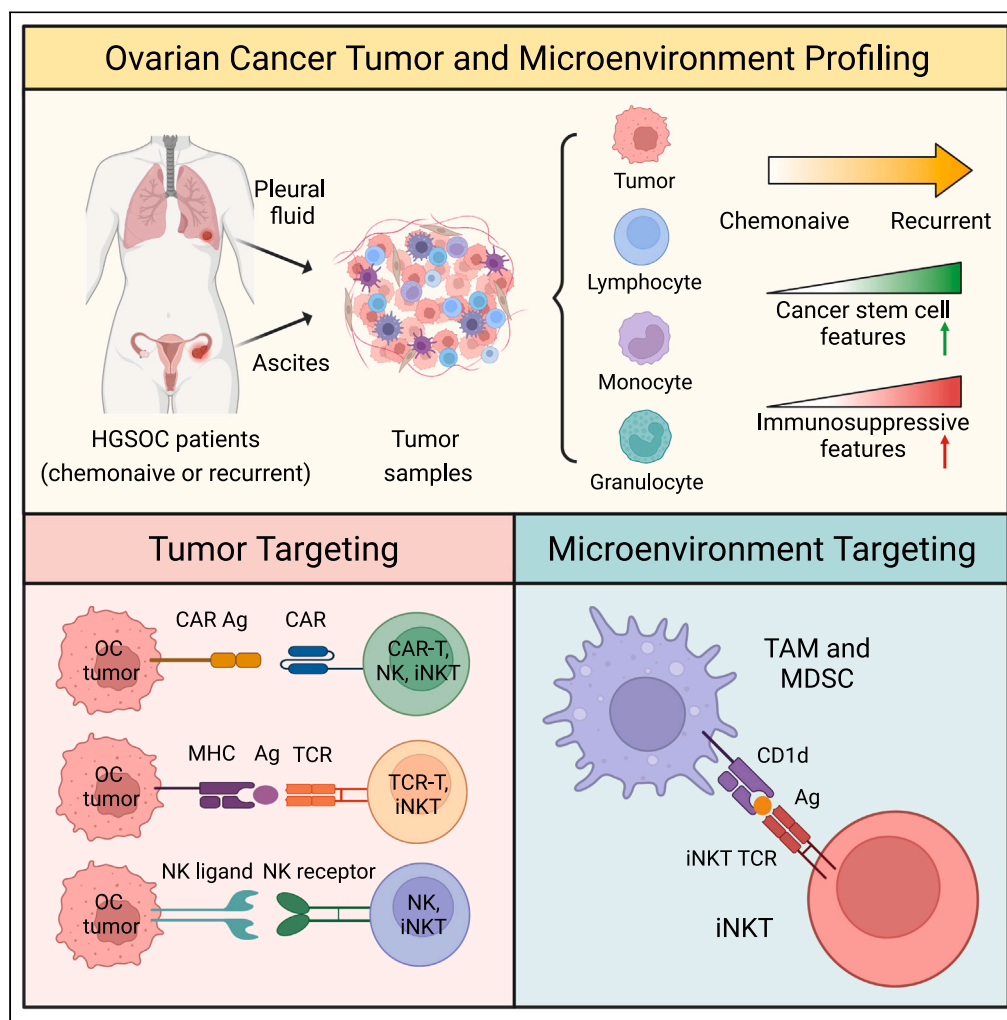 Ovarian Cancer Tumor and Microenvironment Profiling
Pleural
fluid
Ascites
HGSOC patients
(chemonaive or recurrent)
Tumor
samples
Tumor
Lymphocyte
Monocyte
Granulocyte
Chemonaive
Recurrent
Cancer stem cell
features
Immunosuppressive
features
Tumor Targeting
OC
tumor
CAR Ag
CAR
CAR-T,
NK, iNKT
OC
tumor
MHC
Ag
TCR
TCR-T,
iNKT
OC
tumor
NK ligand
NK receptor
NK,
iNKT
Microenvironment Targeting
TAM and
MDSC
CD1d
Ag
iNKT TCR
iNKT